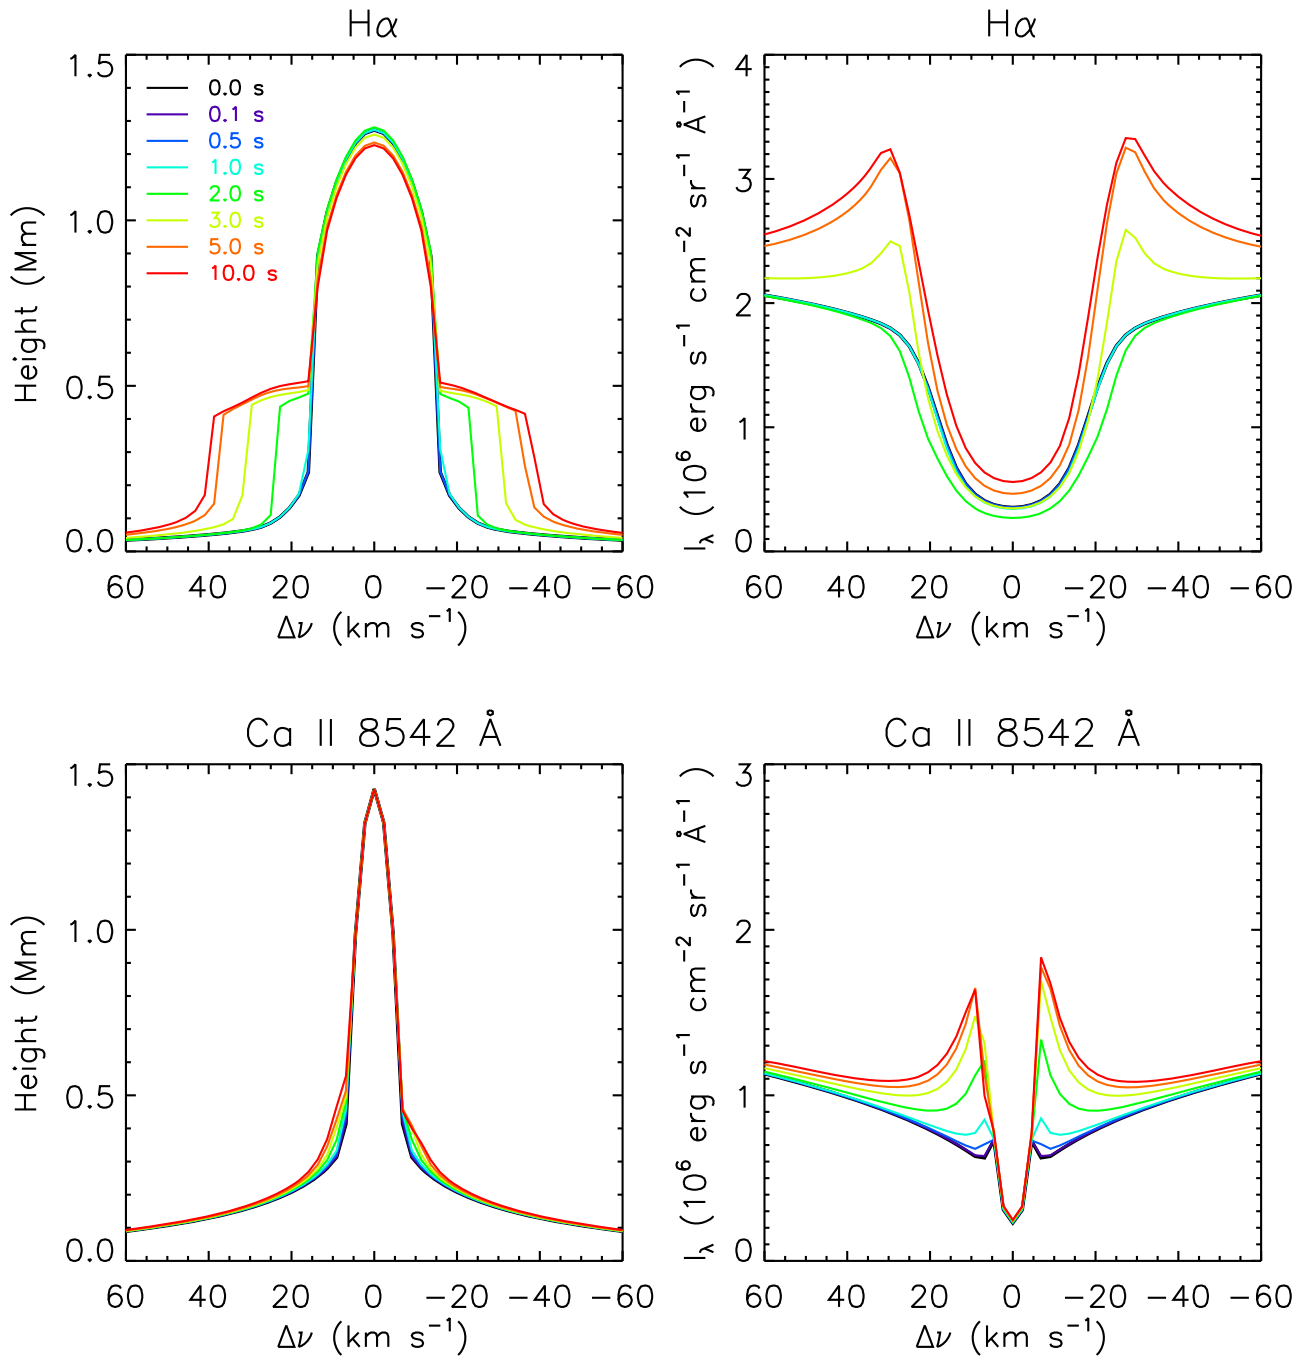 Hα
Height (Mm)
1.5
1.0
0.5
0.0
0.0 s
0.1 s
0.5 s
1.0 s
2.0 s
3.0 s
5.0 s
10.0 s
60 40 20 0 −20 −40 −60
Δν (km s⁻¹)
Hα
I_λ (10⁶ erg s⁻¹ cm⁻² sr⁻¹ Å⁻¹)
4
3
2
1
0
60 40 20 0 −20 −40 −60
Δν (km s⁻¹)
Ca II 8542 Å
Height (Mm)
1.5
1.0
0.5
0.0
60 40 20 0 −20 −40 −60
Δν (km s⁻¹)
Ca II 8542 Å
I_λ (10⁶ erg s⁻¹ cm⁻² sr⁻¹ Å⁻¹)
3
2
1
0
60 40 20 0 −20 −40 −60
Δν (km s⁻¹)